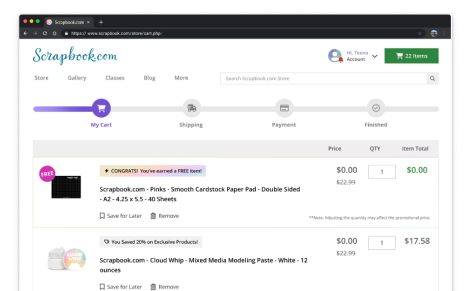 Scrapbook.com ×
https://www.scrapbook.com/store/cart.php
Scrapbook.com
Hi, Teena
Account
22 Items
Store Gallery Classes Blog More
Search Scrapbook.com Store
My Cart Shipping Payment Finished
Price QTY Item Total
FREE
CONGRATS! You've earned a FREE item!
$0.00 1 $0.00
$22.99
Scrapbook.com - Pinks - Smooth Cardstock Paper Pad - Double Sided
- A2 - 4.25 x 5.5 - 40 Sheets
Save for Later Remove
**Note: Adjusting the quantity may affect the promotional price.
You Saved 20% on Exclusive Products!
$0.00 1 $17.58
$22.99
Scrapbook.com - Cloud Whip - Mixed Media Modeling Paste - White - 12
ounces
Save for Later Remove